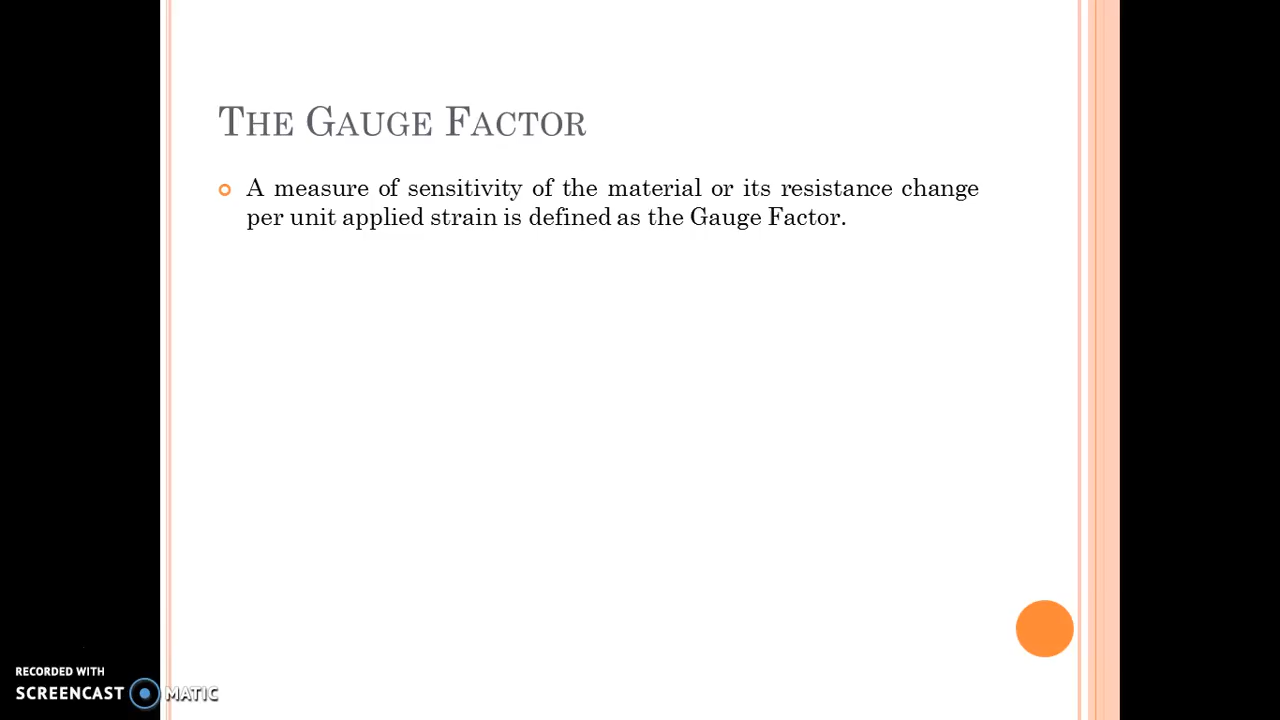 THE GAUGE FACTOR
A measure of sensitivity of the material or its resistance change
per unit applied strain is defined as the Gauge Factor.
RECORDED WITH
SCREENCAST MATIC